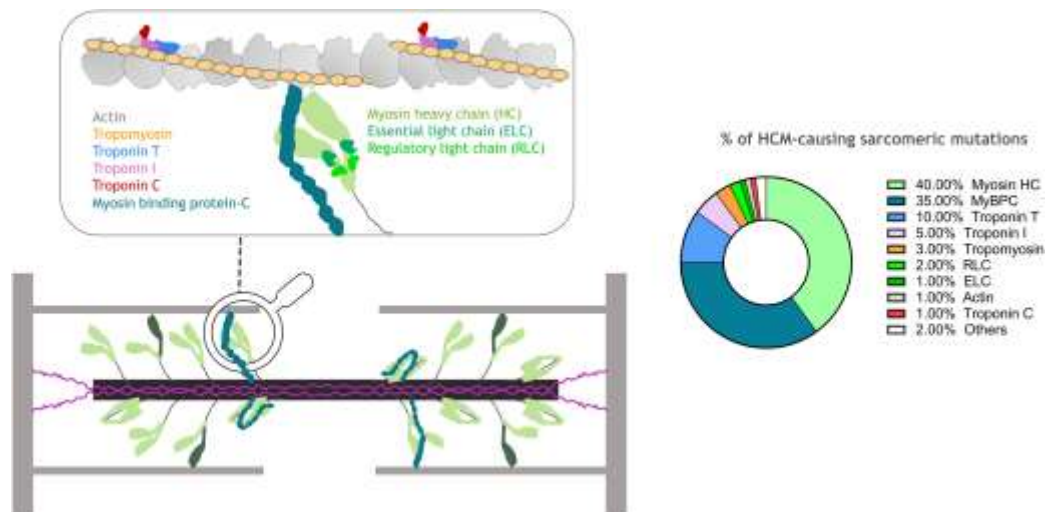 Actin
Tropomyosin
Troponin T
Troponin I
Troponin C
Myosin binding protein-C
Myosin heavy chain (HC)
Essential light chain (ELC)
Regulatory light chain (RLC)
% of HCM-causing sarcomeric mutations
40.00% Myosin HC
35.00% MyBPC
10.00% Troponin T
5.00% Troponin I
3.00% Tropomyosin
2.00% RLC
1.00% ELC
1.00% Actin
1.00% Troponin C
2.00% Others